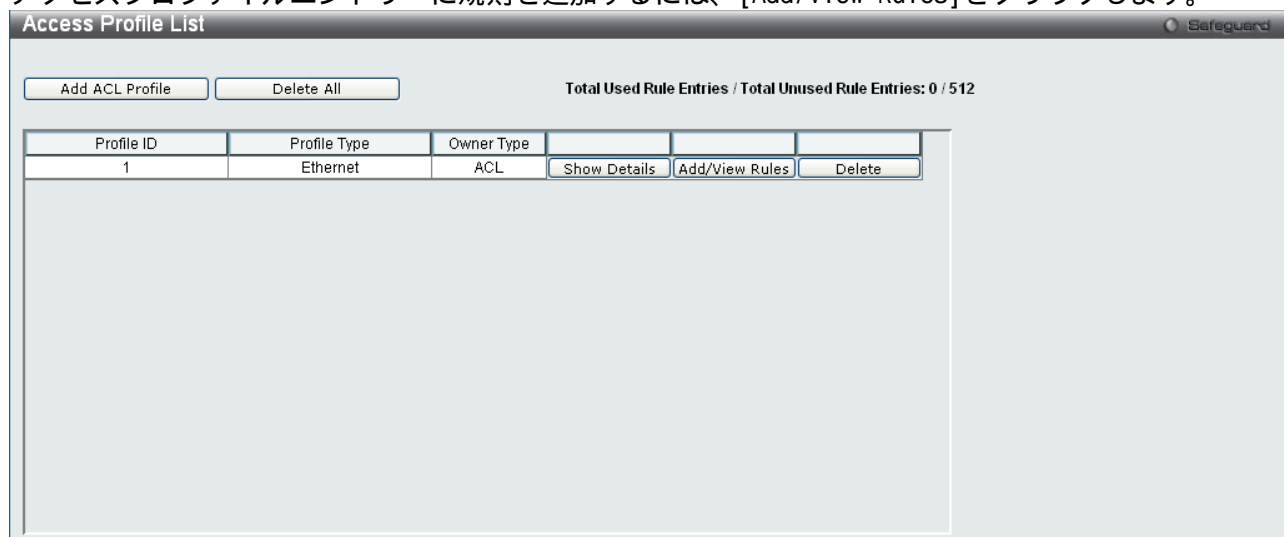 アクセスプロファイルエントリーに規則を追加するには、[Add/View Rules]をクリックします。
Access Profile List
Safeguard
Add ACL Profile Delete All Total Used Rule Entries / Total Unused Rule Entries: 0 / 512
Profile ID Profile Type Owner Type
1 Ethernet ACL Show Details Add/View Rules Delete